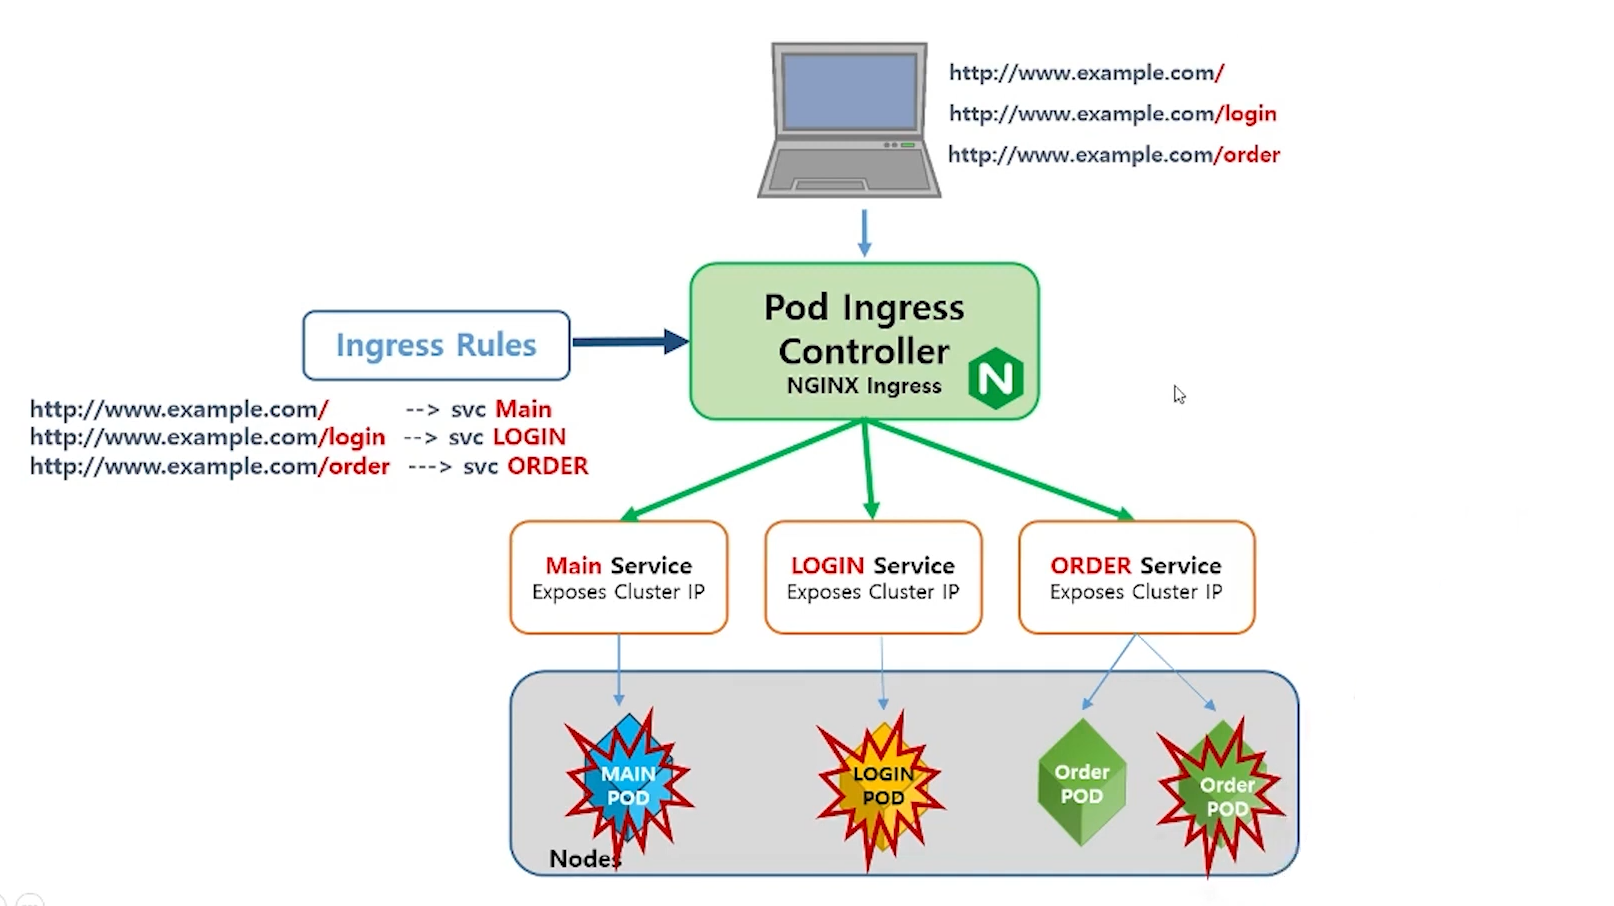 http://www.example.com/
http://www.example.com/login
http://www.example.com/order
Pod Ingress
Controller
NGINX Ingress
N
Ingress Rules
http://www.example.com/ --> svc Main
http://www.example.com/login --> svc LOGIN
http://www.example.com/order ---> svc ORDER
Main Service
Exposes Cluster IP
LOGIN Service
Exposes Cluster IP
ORDER Service
Exposes Cluster IP
MAIN
POD
LOGIN
POD
Order
POD
Order
POD
Nodes